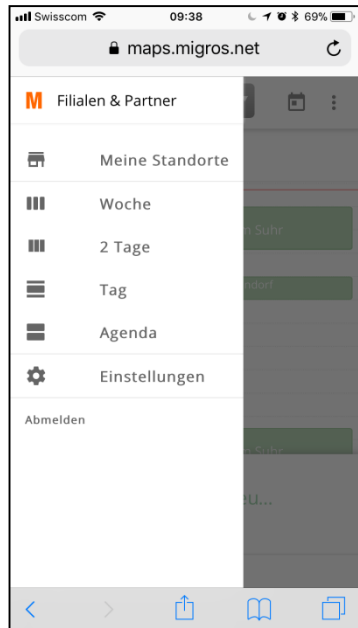 Swisscom 09:38 69%
maps.migros.net
M Filialen & Partner
Meine Standorte
Woche
n Suhr
2 Tage
Tag
ndorf
Agenda
Einstellungen
Abmelden
Suhr
eu...